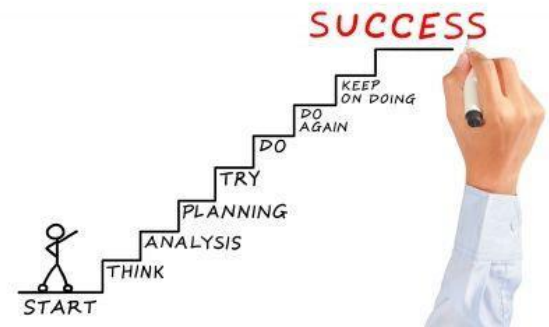 SUCCESS
KEEP
ON DOING
DO
AGAIN
DO
TRY
PLANNING
ANALYSIS
THINK
START